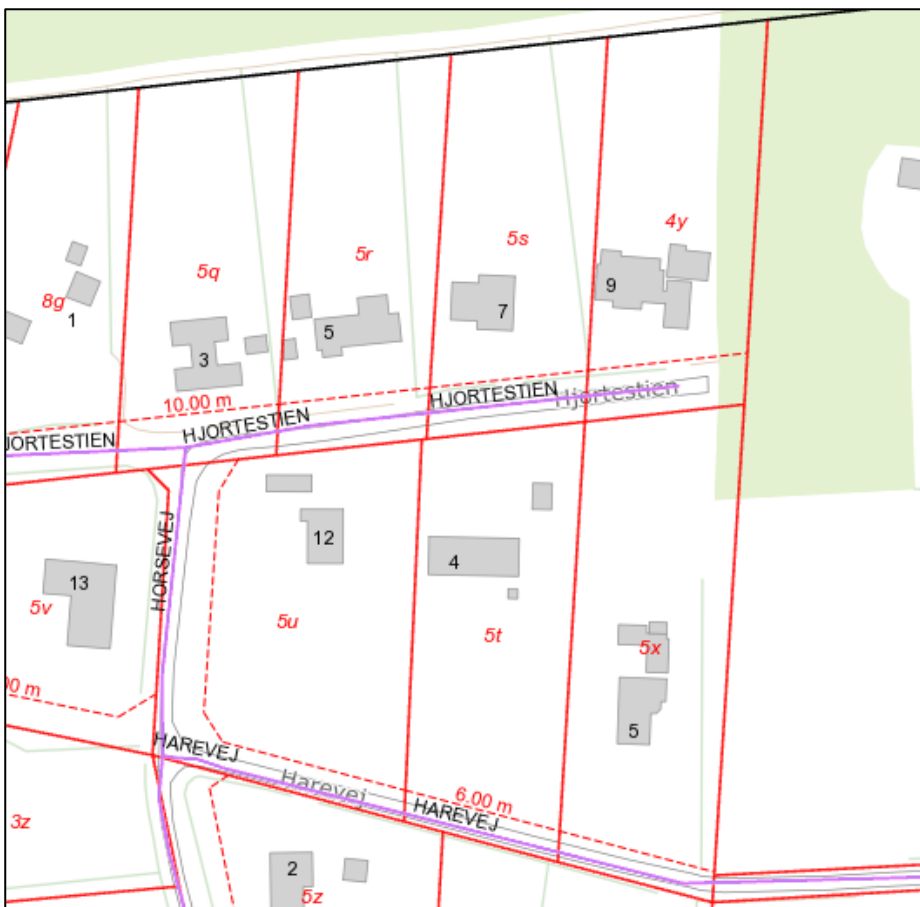 4y
5s
5r
5q
8g
1
9
7
5
3
10.00 m
Hjortestien
HJORTESTIEN
HJORTESTIEN
JORTESTIEN
HORSEVEJ
12
4
13
5v
5u
5t
5x
00 m
5
HAREVEJ
Harevej
6.00 m
HAREVEJ
3z
2
5z